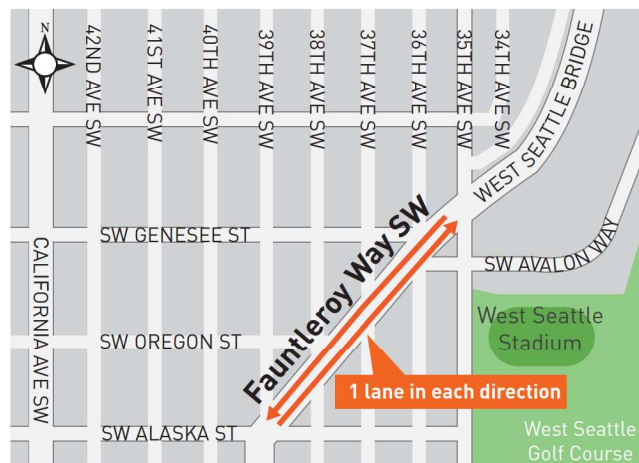 N
42ND AVE SW
41ST AVE SW
40TH AVE SW
39TH AVE SW
38TH AVE SW
37TH AVE SW
36TH AVE SW
35TH AVE SW
34TH AVE SW
WEST SEATTLE BRIDGE
CALIFORNIA AVE SW
SW GENESEE ST
Fauntleroy Way SW
SW AVALON WAY
SW OREGON ST
West Seattle
Stadium
1 lane in each direction
SW ALASKA ST
West Seattle
Golf Course